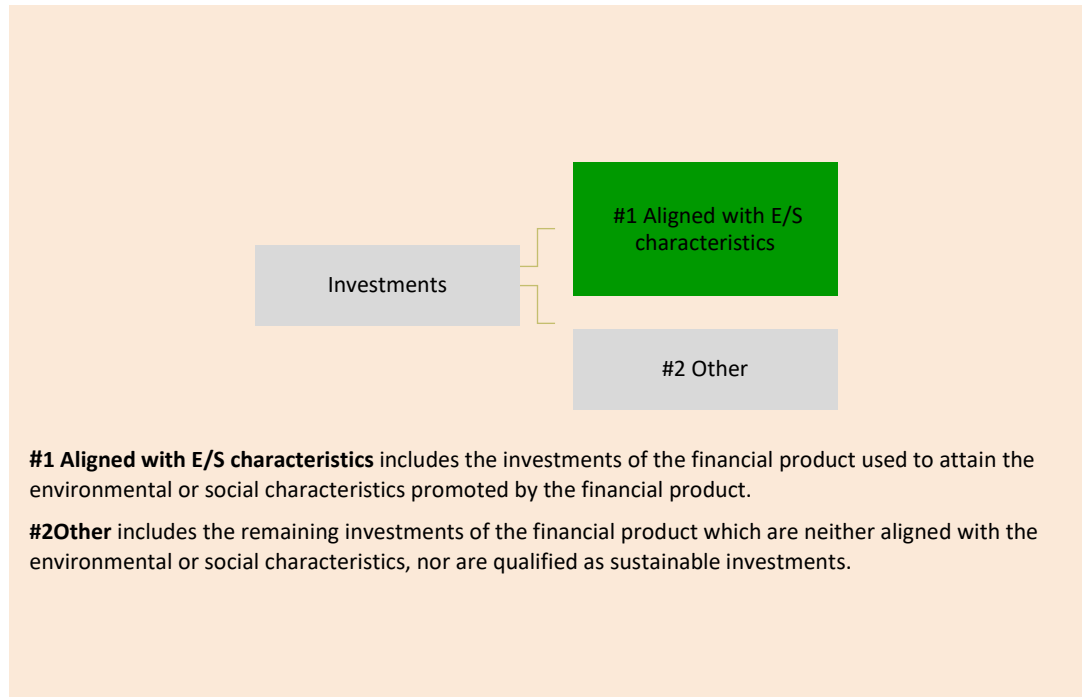 #1 Aligned with E/S
characteristics
Investments
#2 Other
#1 Aligned with E/S characteristics includes the investments of the financial product used to attain the
environmental or social characteristics promoted by the financial product.
#2Other includes the remaining investments of the financial product which are neither aligned with the
environmental or social characteristics, nor are qualified as sustainable investments.